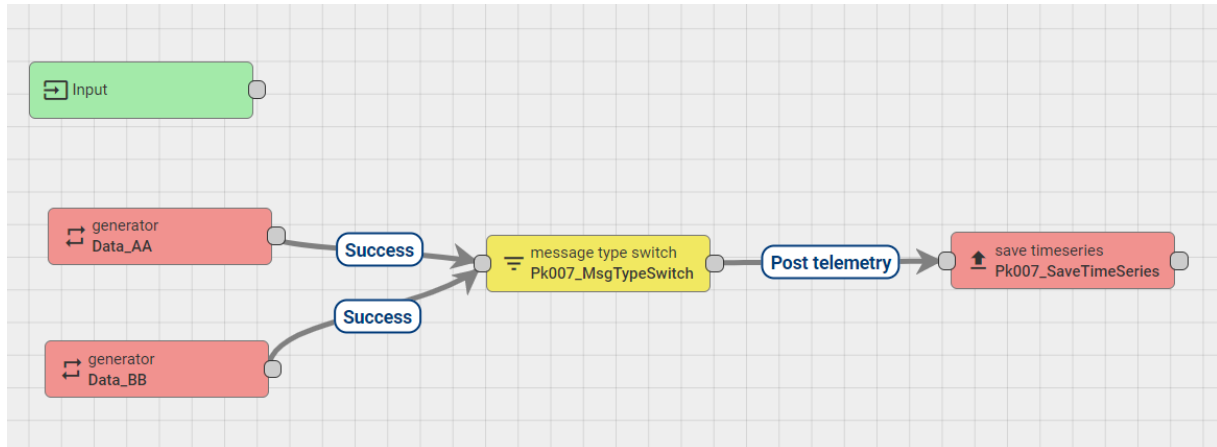 Input
generator
Data_AA
Success
message type switch
Pk007_MsgTypeSwitch
Post telemetry
save timeseries
Pk007_SaveTimeSeries
Success
generator
Data_BB